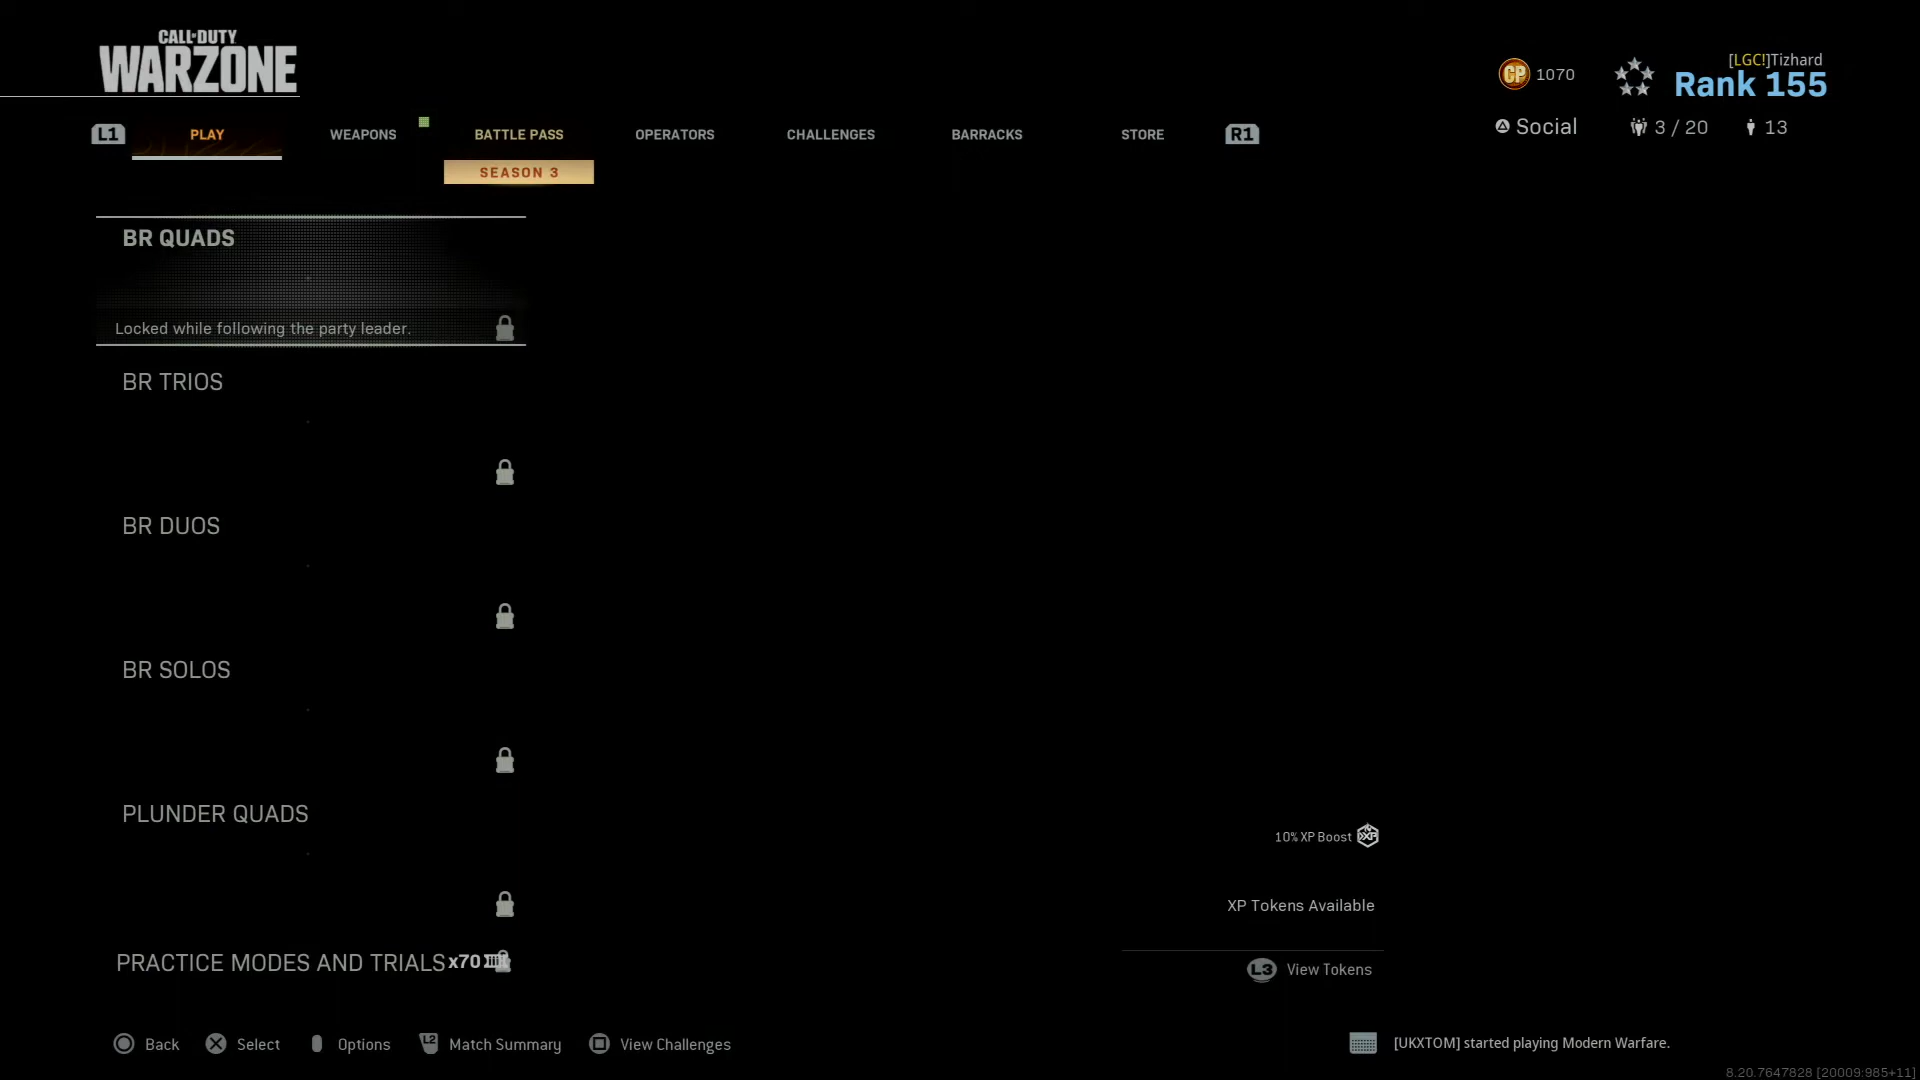 CALL OF DUTY
WARZONE
CP 1070
[LGC!]Tizhard
Rank 155
L1
PLAY
WEAPONS
BATTLE PASS
OPERATORS
CHALLENGES
BARRACKS
STORE
R1
Social
3 / 20
13
SEASON 3
BR QUADS
Locked while following the party leader.
BR TRIOS
BR DUOS
BR SOLOS
PLUNDER QUADS
10% XP Boost
XP Tokens Available
PRACTICE MODES AND TRIALS x70
L3 View Tokens
Back
Select
Options
L2 Match Summary
View Challenges
[UKXTOM] started playing Modern Warfare.
8.20.7647828 [20009:985+11]